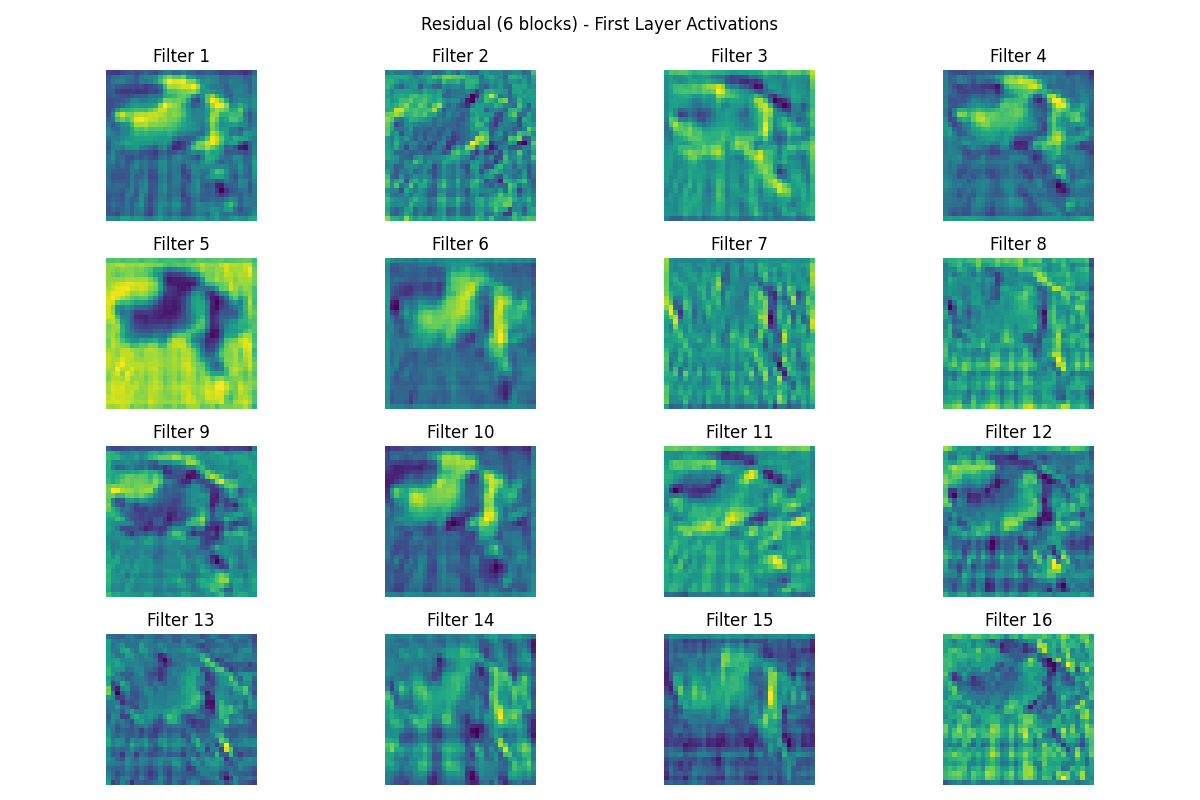 Residual (6 blocks) - First Layer Activations
Filter 1
Filter 2
Filter 3
Filter 4
Filter 5
Filter 6
Filter 7
Filter 8
Filter 9
Filter 10
Filter 11
Filter 12
Filter 13
Filter 14
Filter 15
Filter 16